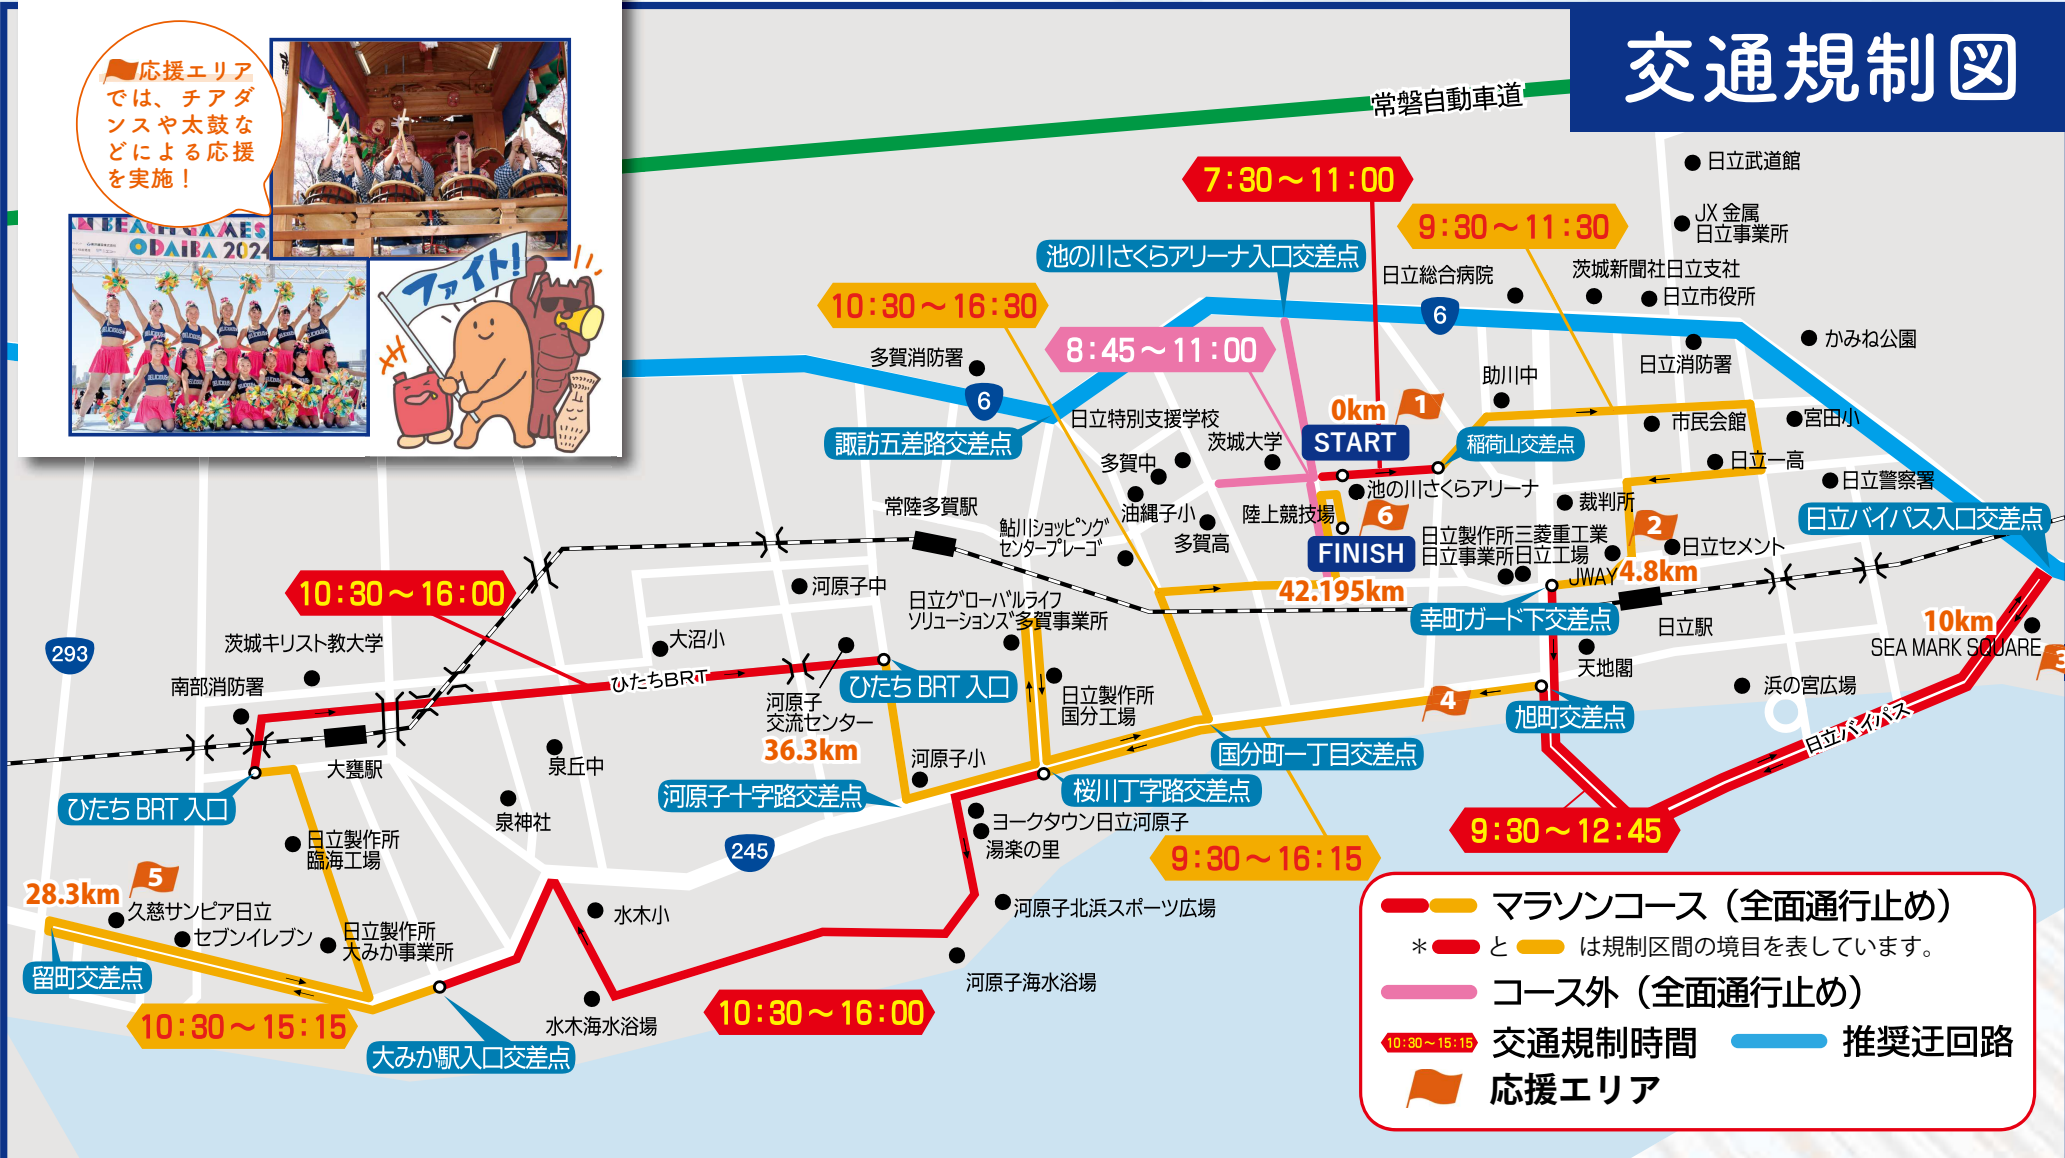 交通規制図
応援エリア
では、チアダ
ンスや太鼓な
どによる応援
を実施！
BEACH GAMES
ODAIBA 2024
ファイト！
常磐自動車道
7:30～11:00
9:30～11:30
池の川さくらアリーナ入口交差点
10:30～16:30
8:45～11:00
日立武道館
JX 金属
日立事業所
日立総合病院
茨城新聞社日立支社
日立市役所
6
日立消防署
かみね公園
多賀消防署
6
諏訪五差路交差点
日立特別支援学校
茨城大学
多賀中
油縄子小
多賀高
0km
1
START
助川中
稲荷山交差点
市民会館
宮田小
日立一高
日立警察署
池の川さくらアリーナ
陸上競技場
6
裁判所
2
日立バイパス入口交差点
FINISH
日立製作所
日立事業所
三菱重工業
日立工場
日立セメント
JWAY
4.8km
42.195km
常陸多賀駅
鮎川ショッピング
センタープレーゴ
幸町ガード下交差点
日立駅
10km
SEA MARK SQUARE
3
天地閣
浜の宮広場
10:30～16:00
河原子中
日立グローバルライフ
ソリューションズ多賀事業所
293
茨城キリスト教大学
大沼小
南部消防署
ひたちBRT
河原子
交流センター
36.3km
ひたち BRT 入口
日立製作所
国分工場
4
旭町交差点
国分町一丁目交差点
日立バイパス
大甕駅
泉丘中
河原子小
河原子十字路交差点
桜川丁字路交差点
ひたち BRT 入口
泉神社
ヨークタウン日立河原子
湯楽の里
9:30～12:45
日立製作所
臨海工場
245
9:30～16:15
28.3km
5
久慈サンピア日立
セブンイレブン
日立製作所
大みか事業所
水木小
河原子北浜スポーツ広場
留町交差点
河原子海水浴場
10:30～15:15
10:30～16:00
水木海水浴場
大みか駅入口交差点
マラソンコース（全面通行止め）
＊ と は規制区間の境目を表しています。
コース外（全面通行止め）
10:30～15:15 交通規制時間 推奨迂回路
応援エリア